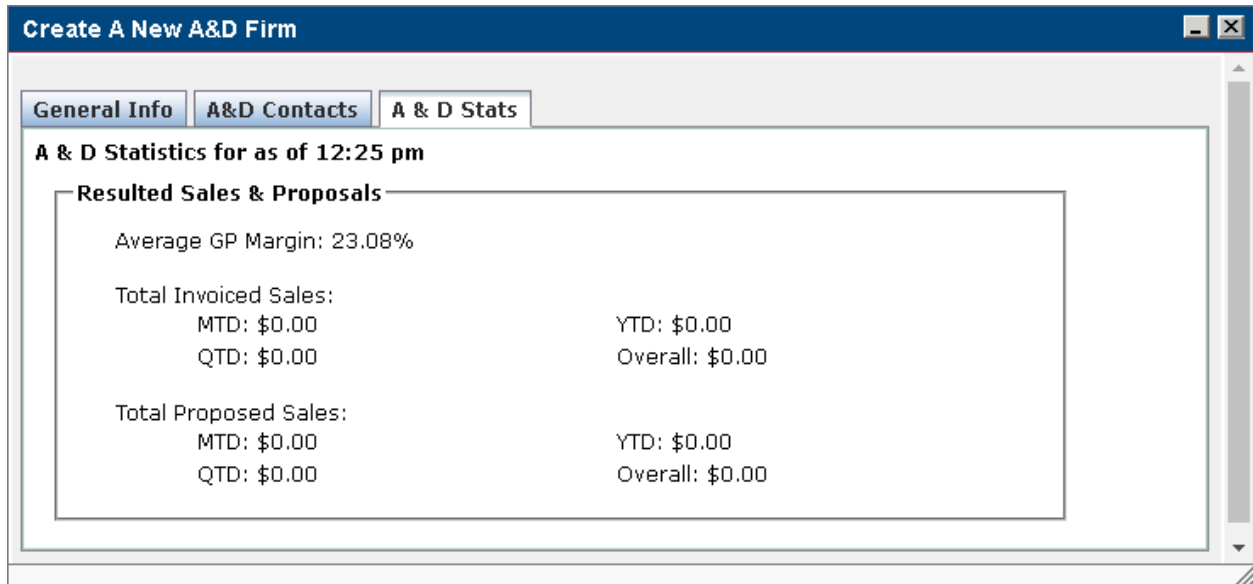 Create A New A&D Firm
General Info A&D Contacts A & D Stats
A & D Statistics for as of 12:25 pm
Resulted Sales & Proposals
Average GP Margin: 23.08%
Total Invoiced Sales:
MTD: $0.00 YTD: $0.00
QTD: $0.00 Overall: $0.00
Total Proposed Sales:
MTD: $0.00 YTD: $0.00
QTD: $0.00 Overall: $0.00